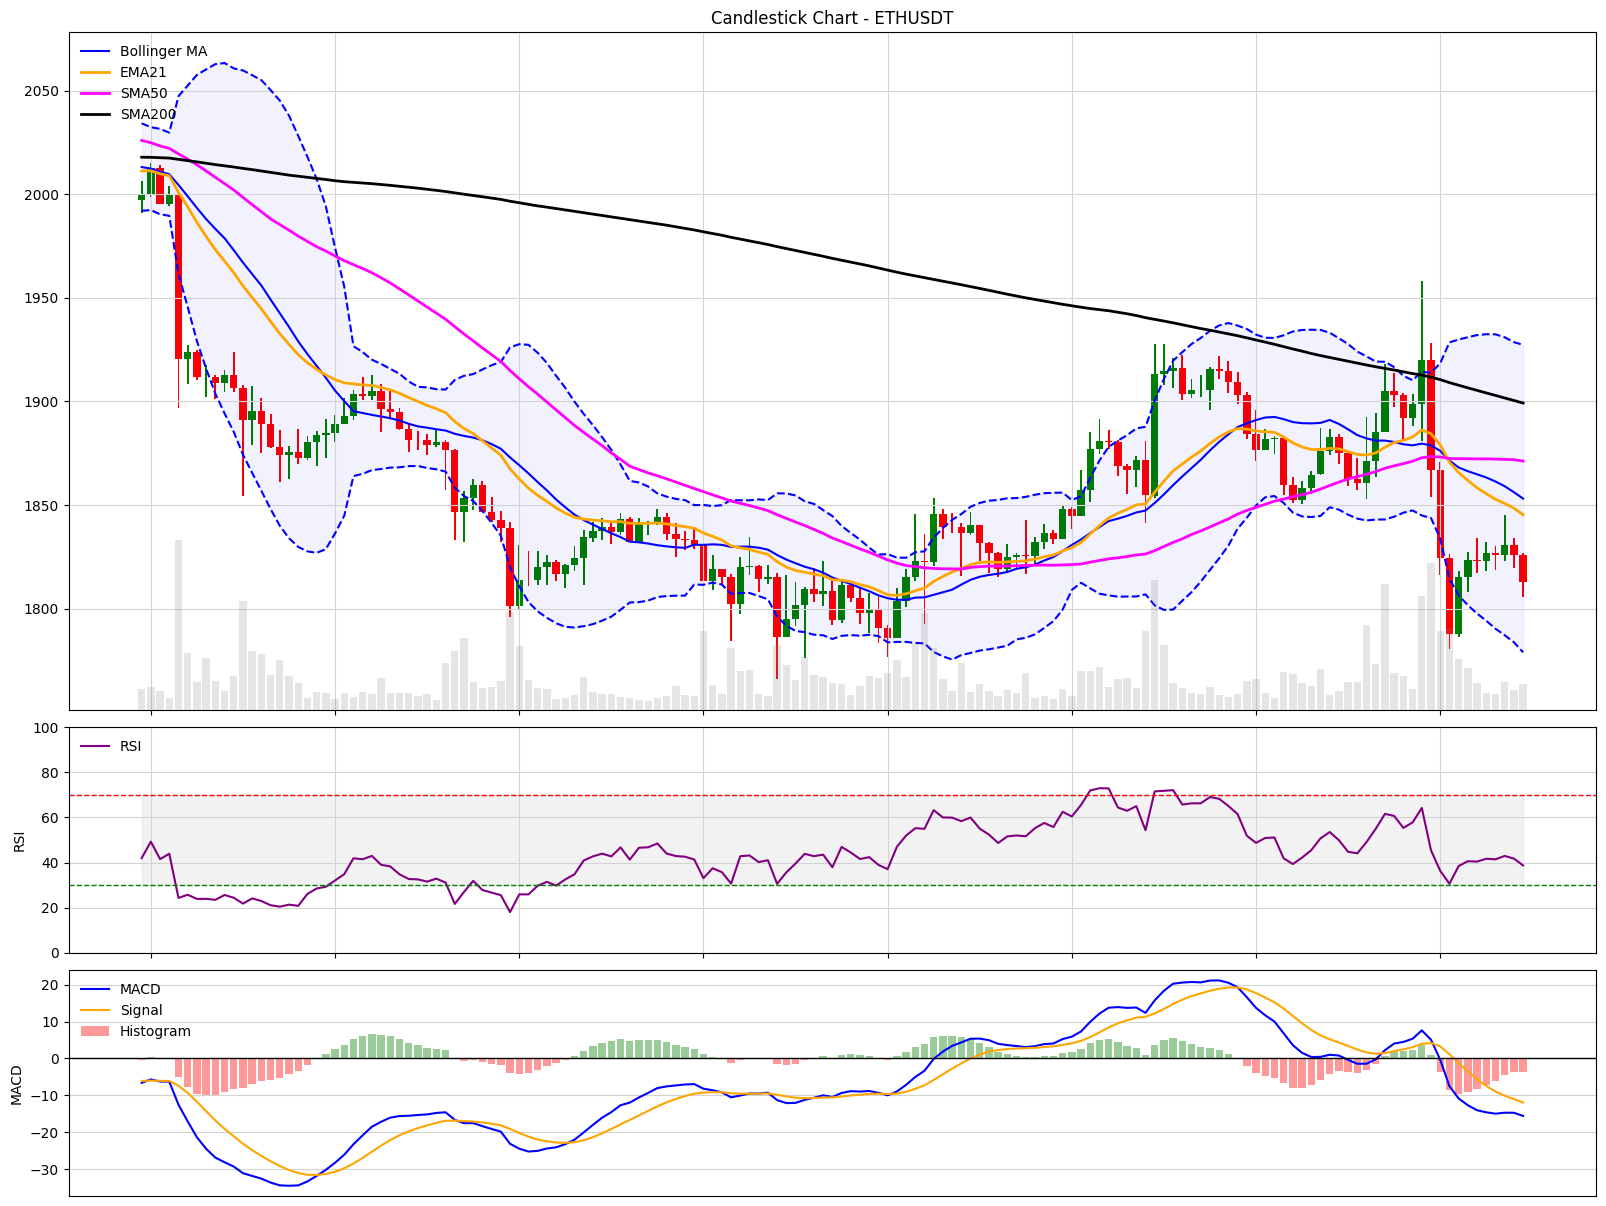 Candlestick Chart - ETHUSDT
Bollinger MA
EMA21
SMA50
SMA200
2050
2000
1950
1900
1850
1800
RSI
100
80
60
40
20
0
RSI
MACD
Signal
Histogram
20
10
0
−10
−20
−30
MACD